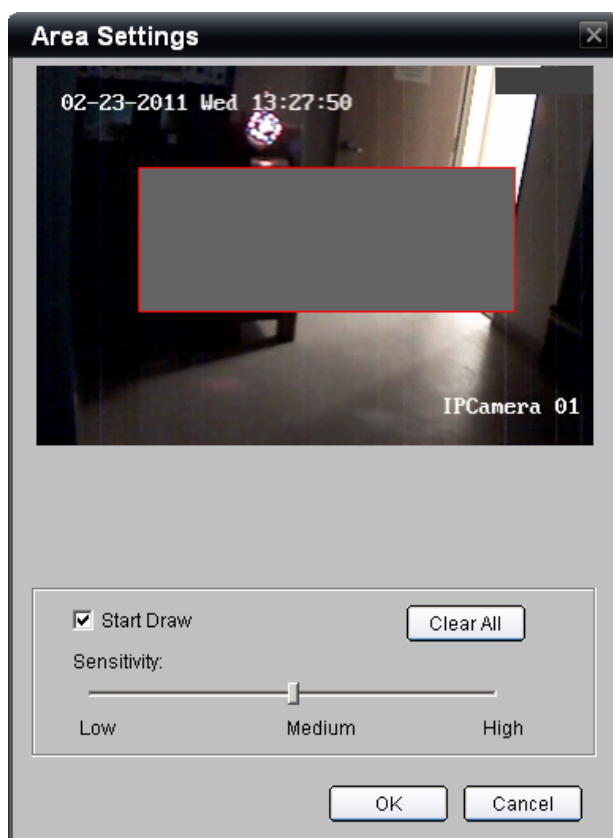 Area Settings
02-23-2011 Wed 13:27:50
IPCamera 01
Start Draw
Clear All
Sensitivity:
Low Medium High
OK Cancel